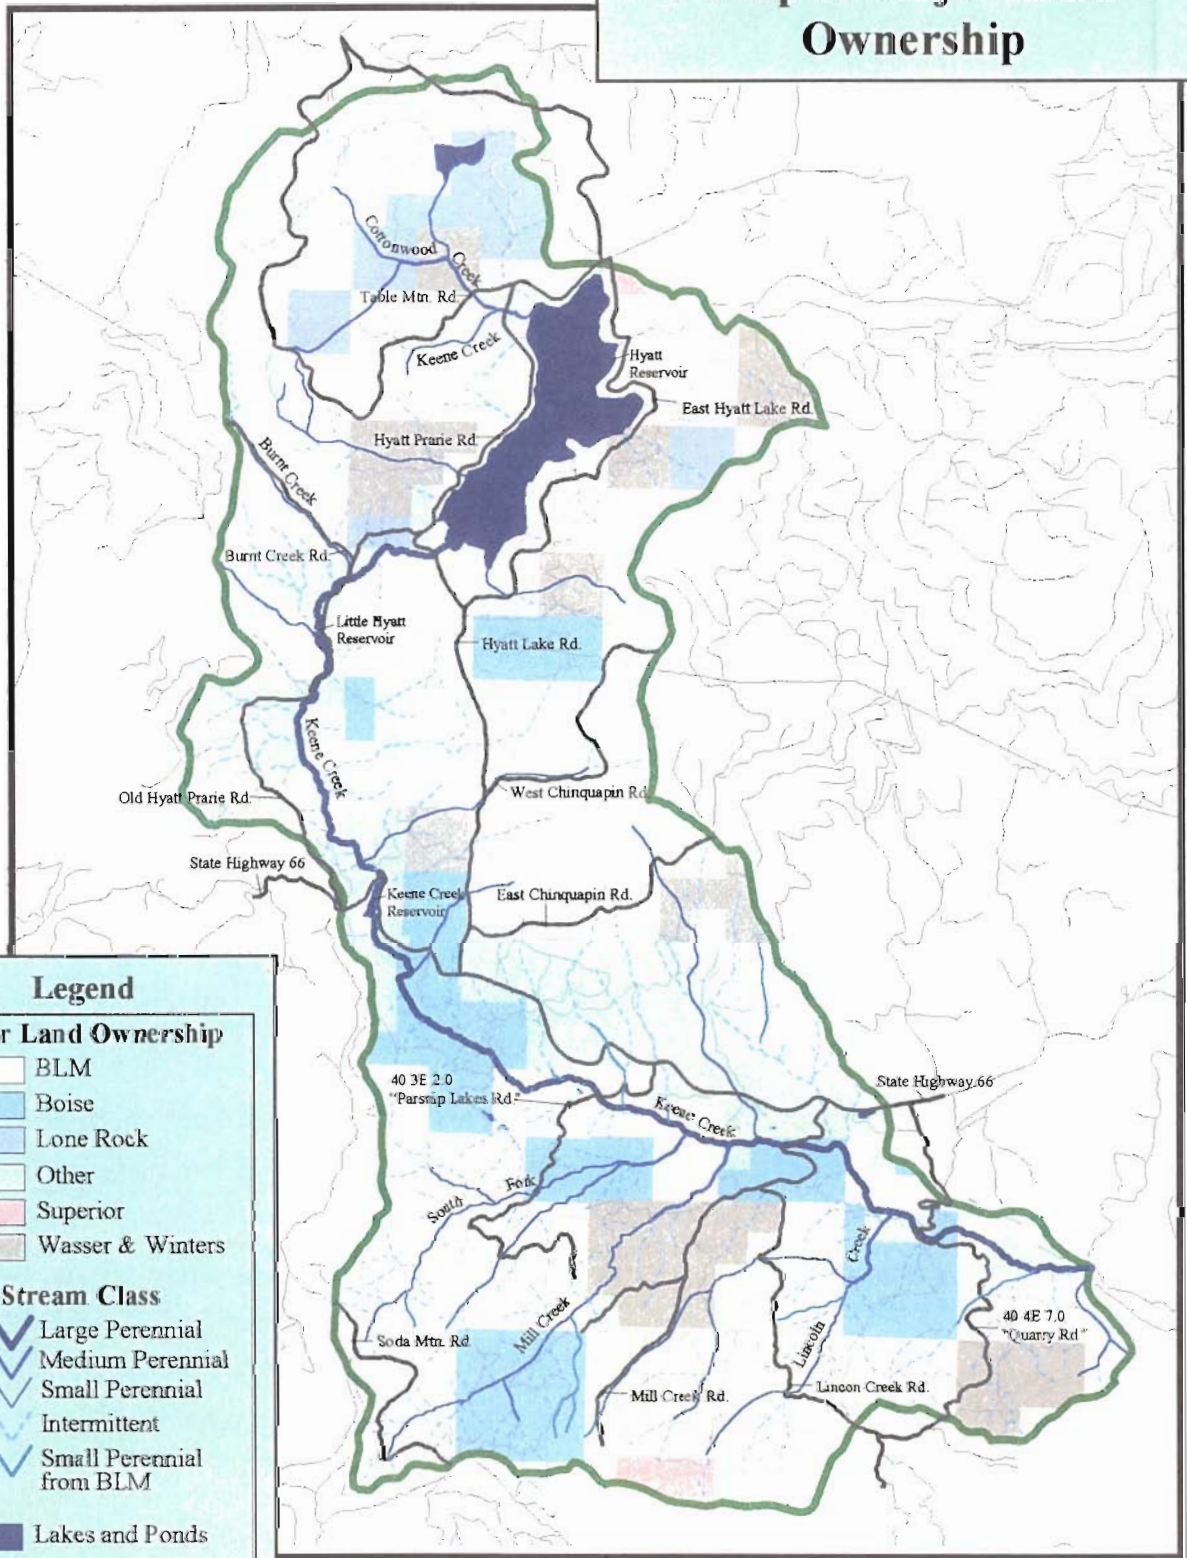 Ownership
Cottonwood Creek
Table Mtn. Rd.
Keene Creek
Hyatt
Reservoir
East Hyatt Lake Rd.
Hyatt Prarie Rd.
Burnt Creek
Burnt Creek Rd.
Little Hyatt
Reservoir
Hyatt Lake Rd.
Keene Creek
Old Hyatt Prarie Rd.
West Chinquapin Rd.
State Highway 66
Keene Creek
Reservoir
East Chinquapin Rd.
40 3E 2.0
"Parsnip Lakes Rd."
State Highway 66
Keene Creek
South Fork
Lincoln Creek
Mill Creek
Soda Mtn. Rd.
40 4E 7.0
"Quarry Rd"
Mill Creek Rd.
Lincon Creek Rd.
Legend
r Land Ownership
BLM
Boise
Lone Rock
Other
Superior
Wasser & Winters
Stream Class
Large Perennial
Medium Perennial
Small Perennial
Intermittent
Small Perennial
from BLM
Lakes and Ponds